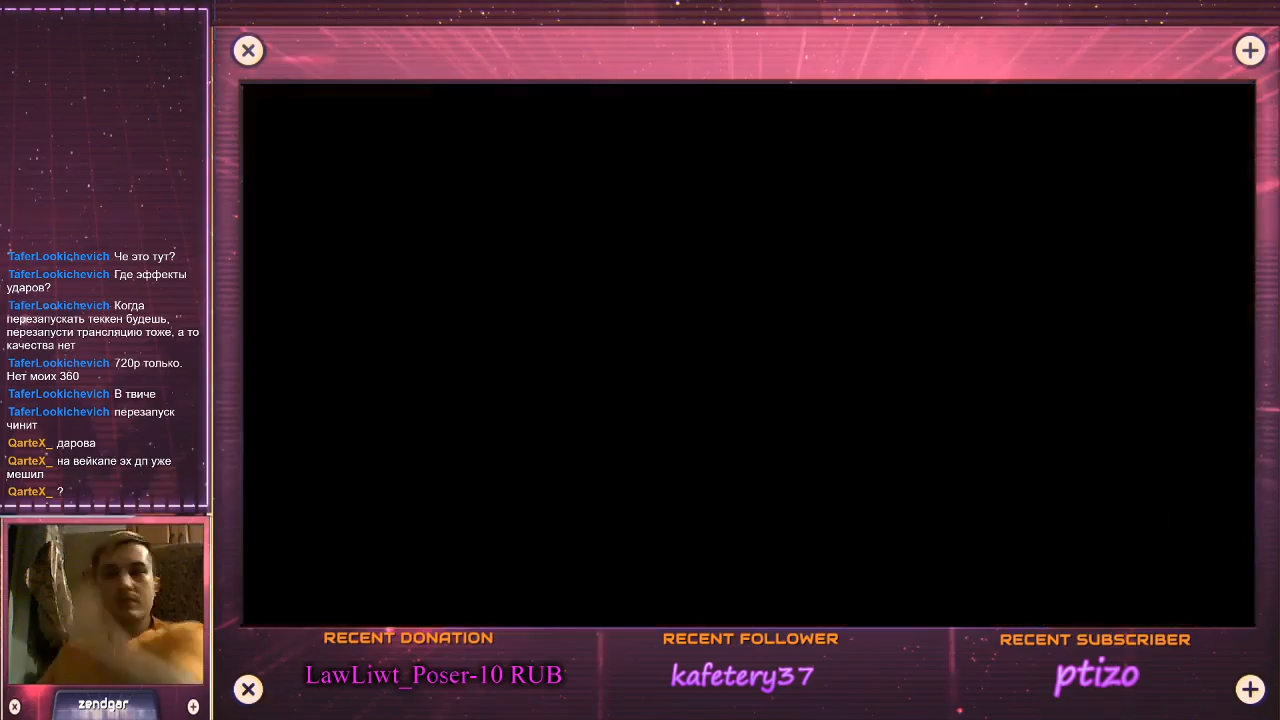 TaferLookichevich Че это тут?
TaferLookichevich Где эффекты
ударов?
TaferLookichevich Когда
перезапускать теккен будешь,
перезапусти трансляцию тоже, а то
качества нет
TaferLookichevich 720р только.
Нет моих 360
TaferLookichevich В твиче
TaferLookichevich перезапуск
чинит
QarteX_ дарова
QarteX_ на вейкапе эх дп уже
мешил
QarteX_ ?
zendgar
RECENT DONATION
LawLiwt_Poser-10 RUB
RECENT FOLLOWER
kafetery37
RECENT SUBSCRIBER
ptizo